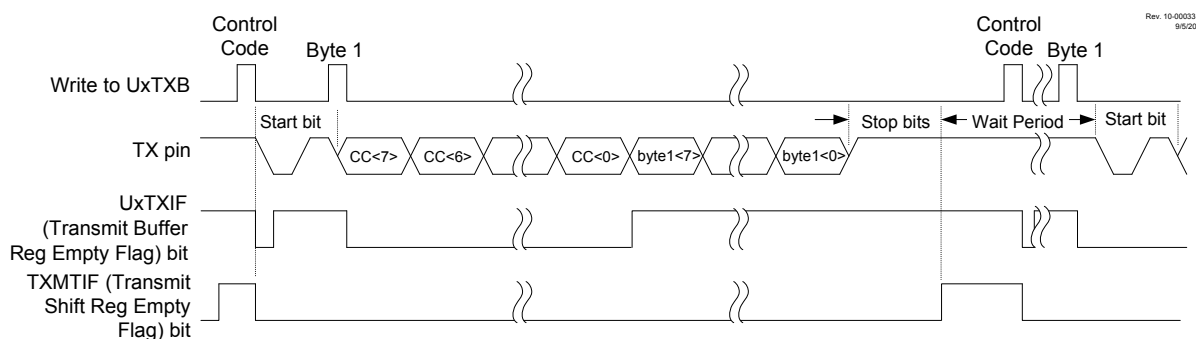 Rev. 10-00033
9/5/20
Control
Code
Byte 1
Control
Code
Byte 1
Write to UxTXB
Start bit
Stop bits
Wait Period
Start bit
TX pin
CC<7>
CC<6>
CC<0>
byte1<7>
byte1<0>
UxTXIF
(Transmit Buffer
Reg Empty Flag) bit
TXMTIF (Transmit
Shift Reg Empty
Flag) bit